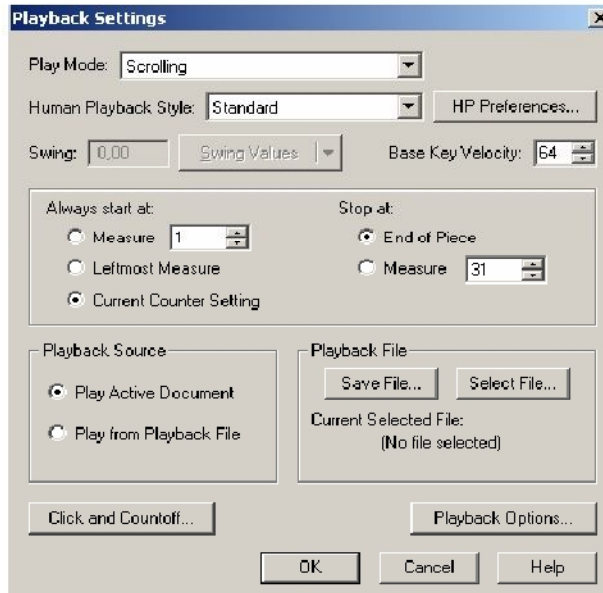 Playback Settings
Play Mode: Scrolling
Human Playback Style: Standard HP Preferences...
Swing: 0,00 Swing Values Base Key Velocity: 64
Always start at: Stop at:
Measure 1 End of Piece
Leftmost Measure Measure 31
Current Counter Setting
Playback Source Playback File
Save File... Select File...
Play Active Document
Current Selected File:
Play from Playback File
(No file selected)
Click and Countoff... Playback Options...
OK Cancel Help